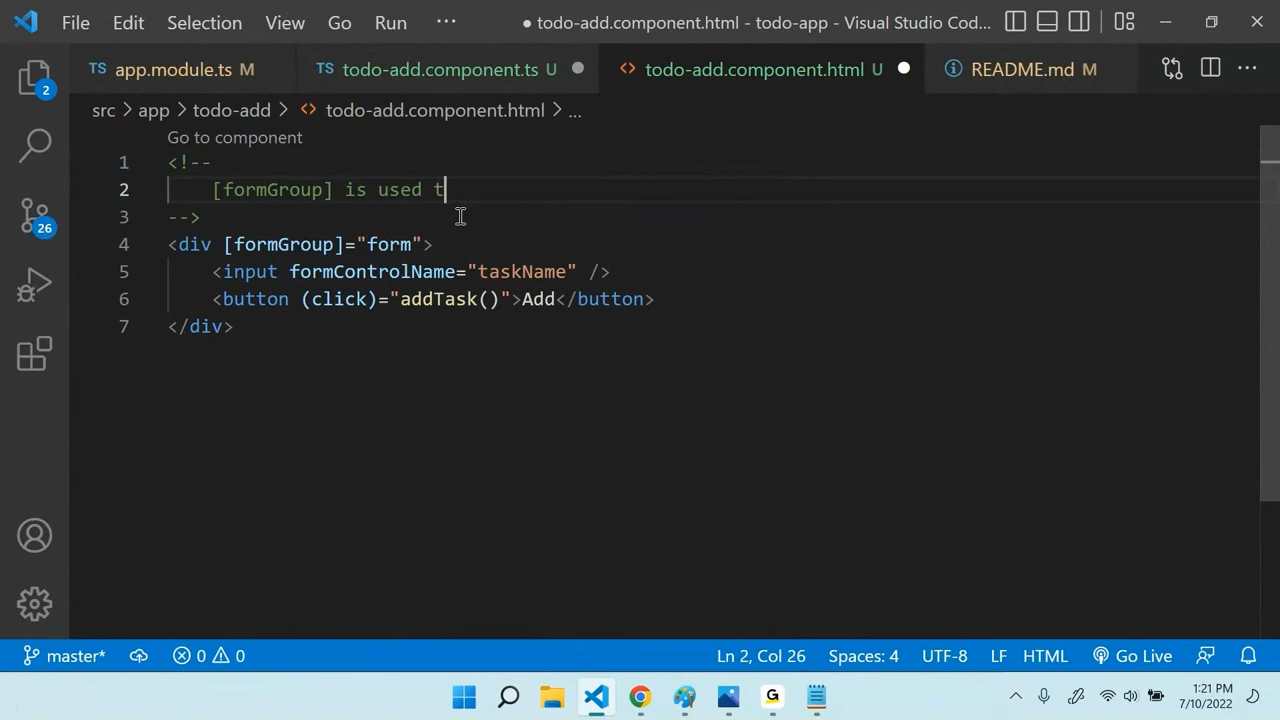 File Edit Selection View Go Run ··· ● todo-add.component.html - todo-app - Visual Studio Cod...
TS app.module.ts M TS todo-add.component.ts U ● <> todo-add.component.html U ● README.md M ···
src > app > todo-add > <> todo-add.component.html > ...
Go to component
1 <!--
2 [formGroup] is used t
3 -->
4 <div [formGroup]="form">
5 <input formControlName="taskName" />
6 <button (click)="addTask()">Add</button>
7 </div>
2
26
master* 0 0 Ln 2, Col 26 Spaces: 4 UTF-8 LF HTML Go Live
G
1:21 PM
7/10/2022